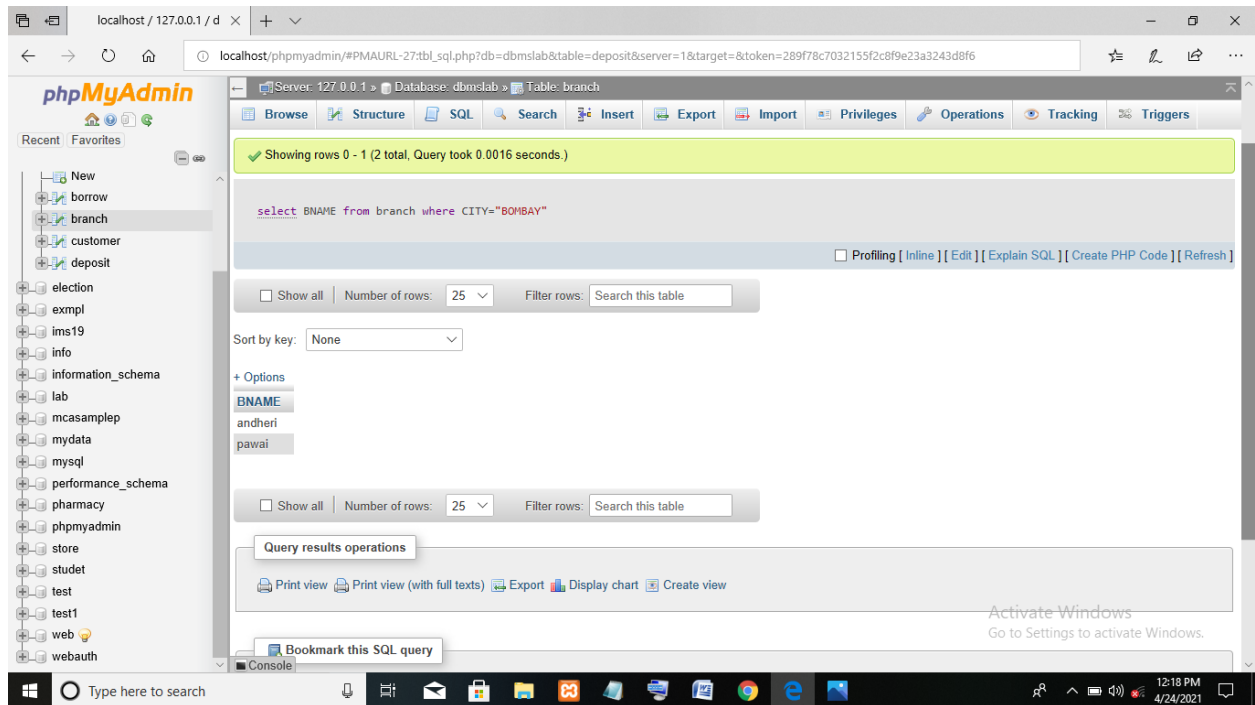 localhost / 127.0.0.1 / d
localhost/phpmyadmin/#PMAURL-27:tbl_sql.php?db=dbmslab&table=deposit&server=1&target=&token=289f78c7032155f2c8f9e23a3243d8f6
phpMyAdmin
Recent Favorites
New
borrow
branch
customer
deposit
election
exmpl
ims19
info
information_schema
lab
mcasamplep
mydata
mysql
performance_schema
pharmacy
phpmyadmin
store
studet
test
test1
web
webauth
Server: 127.0.0.1 » Database: dbmslab » Table: branch
Browse Structure SQL Search Insert Export Import Privileges Operations Tracking Triggers
Showing rows 0 - 1 (2 total, Query took 0.0016 seconds.)
select BNAME from branch where CITY="BOMBAY"
Profiling [ Inline ] [ Edit ] [ Explain SQL ] [ Create PHP Code ] [ Refresh ]
Show all Number of rows: 25 Filter rows: Search this table
Sort by key: None
+ Options
BNAME
andheri
pawai
Show all Number of rows: 25 Filter rows: Search this table
Query results operations
Print view Print view (with full texts) Export Display chart Create view
Bookmark this SQL query
Console
Activate Windows
Go to Settings to activate Windows.
Type here to search
12:18 PM
4/24/2021